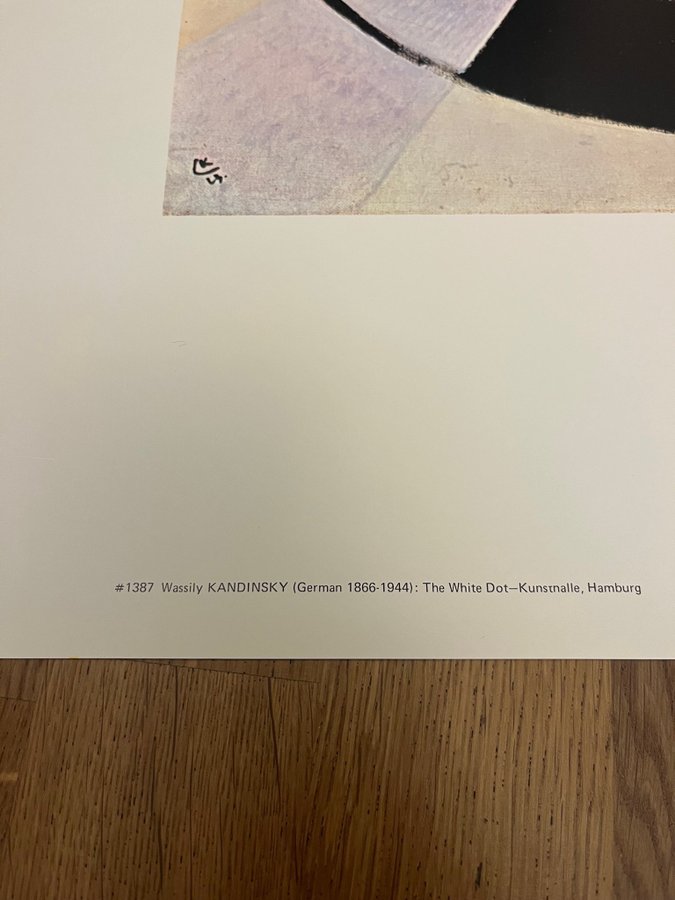 #1387 Wassily KANDINSKY (German 1866-1944): The White Dot—Kunstnalle, Hamburg